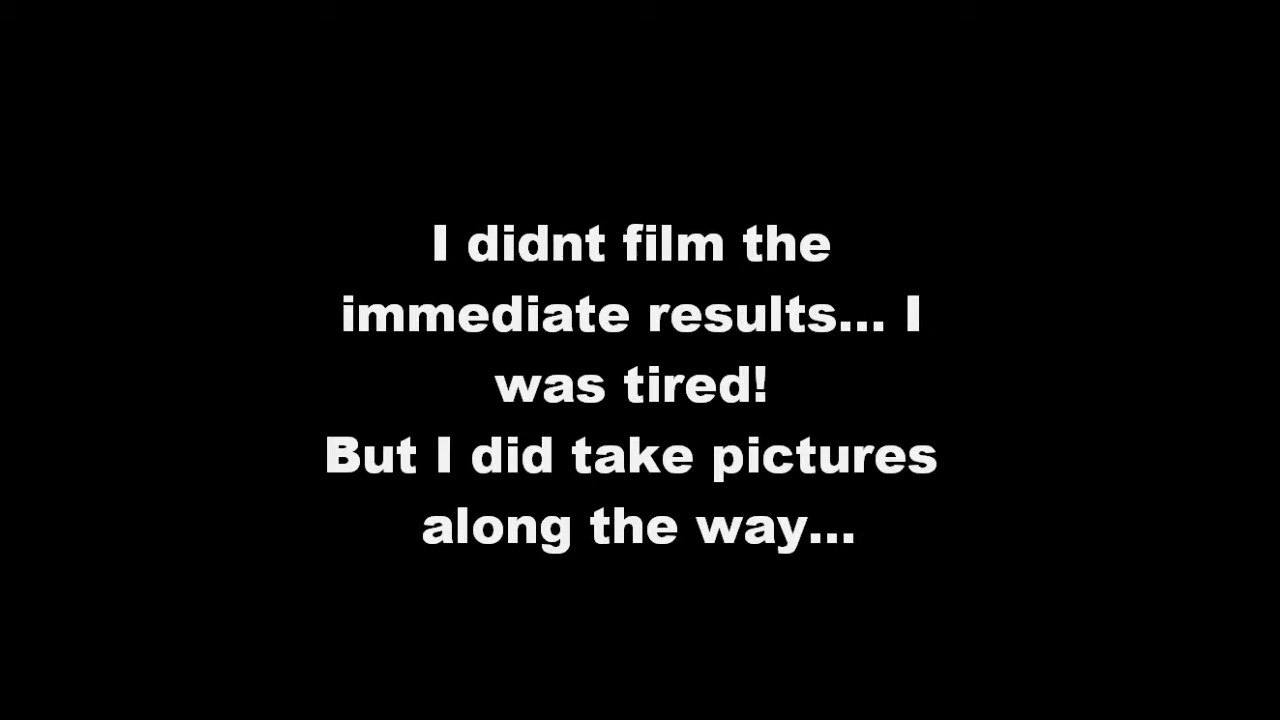 I didnt film the
immediate results... I
was tired!
But I did take pictures
along the way...